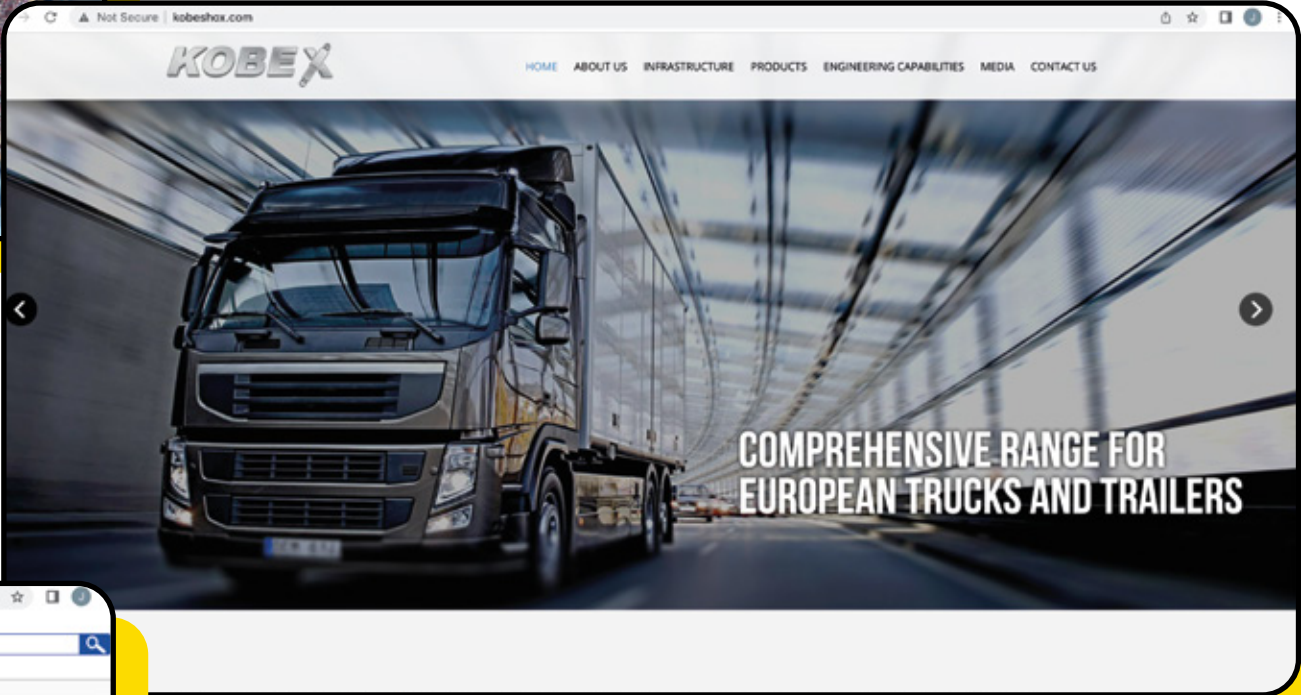 Not Secure | kobeshox.com
J
KOBEX
HOME ABOUT US INFRASTRUCTURE PRODUCTS ENGINEERING CAPABILITIES MEDIA CONTACT US
COMPREHENSIVE RANGE FOR
EUROPEAN TRUCKS AND TRAILERS
J